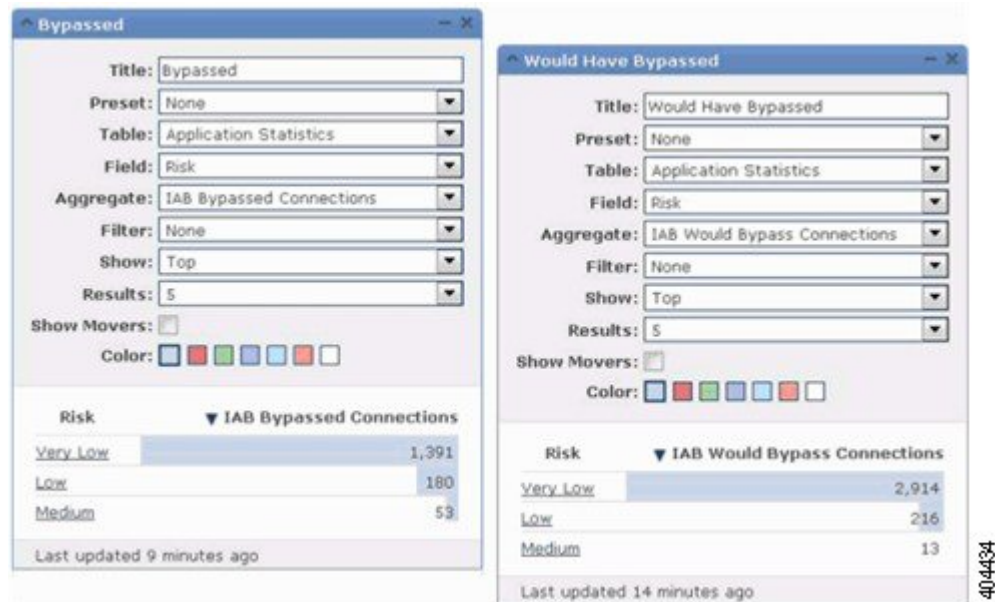 Bypassed
Title: Bypassed
Preset: None
Table: Application Statistics
Field: Risk
Aggregate: IAB Bypassed Connections
Filter: None
Show: Top
Results: 5
Show Movers:
Color:
Risk ▼ IAB Bypassed Connections
Very Low 1,391
Low 180
Medium 53
Last updated 9 minutes ago
Would Have Bypassed
Title: Would Have Bypassed
Preset: None
Table: Application Statistics
Field: Risk
Aggregate: IAB Would Bypass Connections
Filter: None
Show: Top
Results: 5
Show Movers:
Color:
Risk ▼ IAB Would Bypass Connections
Very Low 2,914
Low 216
Medium 13
Last updated 14 minutes ago
404434